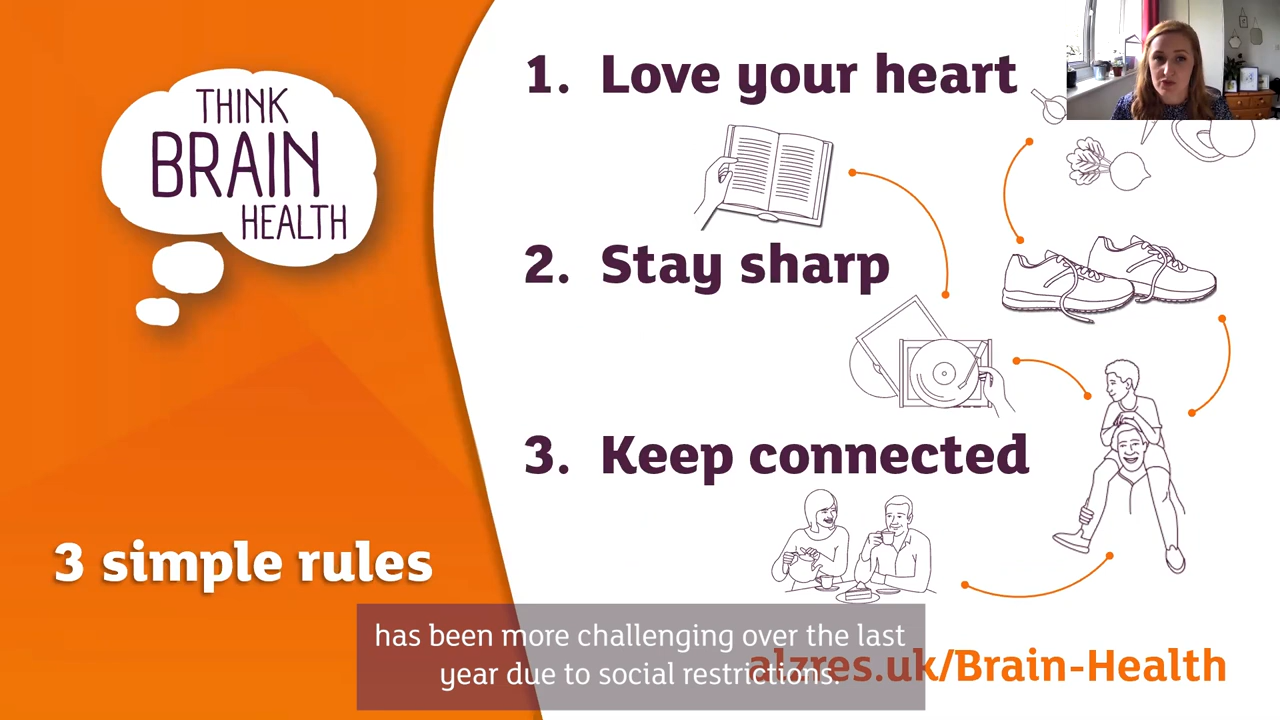 THINK
BRAIN
HEALTH
3 simple rules
1. Love your heart
2. Stay sharp
3. Keep connected
has been more challenging over the last
year due to social restrictions.
alzres.uk/Brain-Health